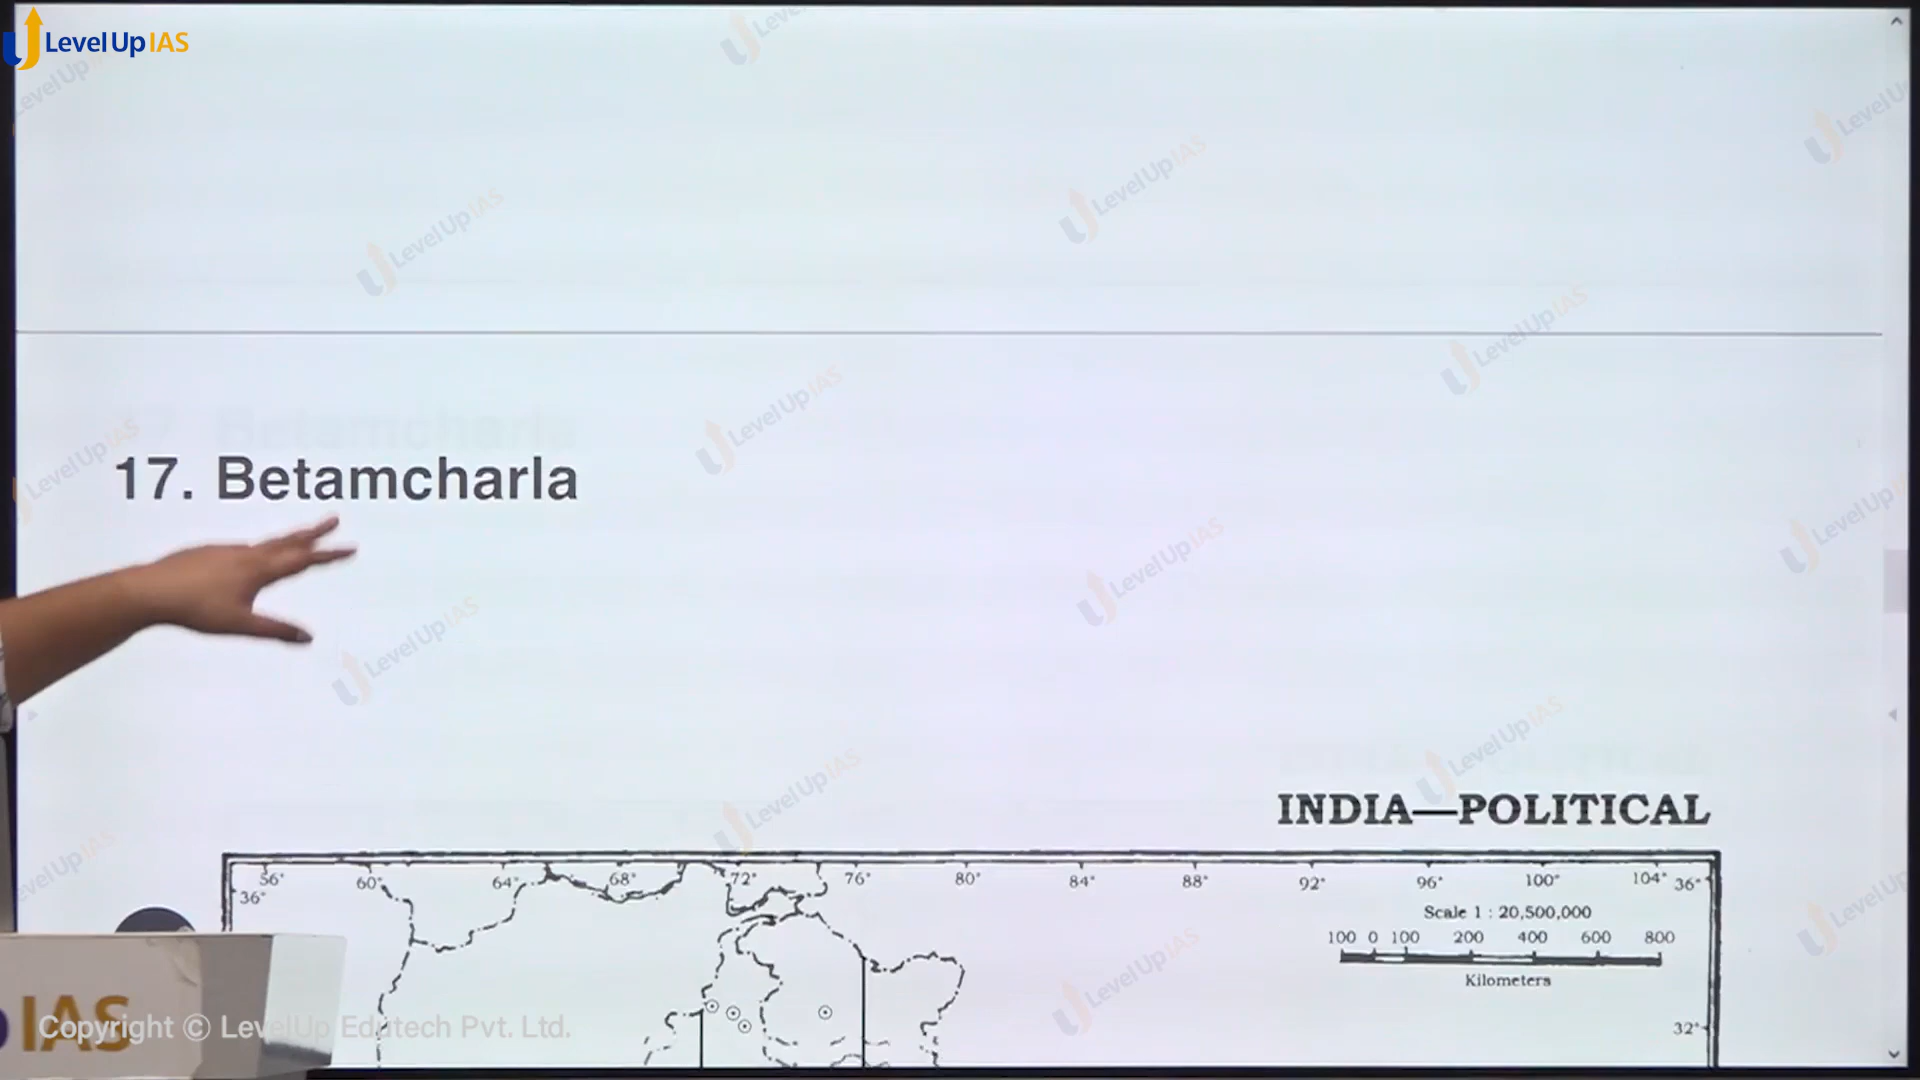 LevelUp IAS
17. Betamcharla
INDIA—POLITICAL
56° 60° 64° 68° 72° 76° 80° 84° 88° 92° 96° 100° 104° 36°
36°
Scale 1 : 20,500,000
100 0 100 200 400 600 800
Kilometers
32°
IAS
Copyright © LevelUp Edutech Pvt. Ltd.